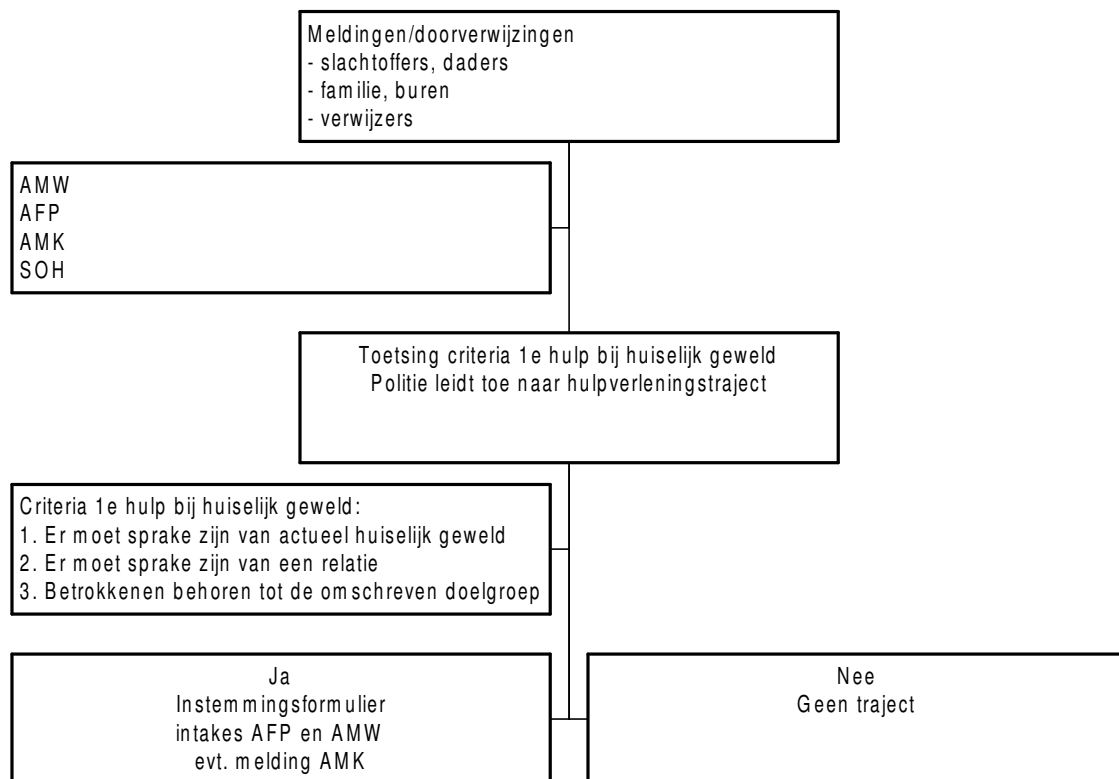 Meldingen/doorverwijzingen
- slachtoffers, daders
- familie, buren
- verwijzers
AMW
AFP
AMK
SOH
Toetsing criteria 1e hulp bij huiselijk geweld
Politie leidt toe naar hulpverleningstraject
Criteria 1e hulp bij huiselijk geweld:
1. Er moet sprake zijn van actueel huiselijk geweld
2. Er moet sprake zijn van een relatie
3. Betrokkenen behoren tot de omschreven doelgroep
Ja
Instemmingsformulier
intakes AFP en AMW
evt. melding AMK
Nee
Geen traject